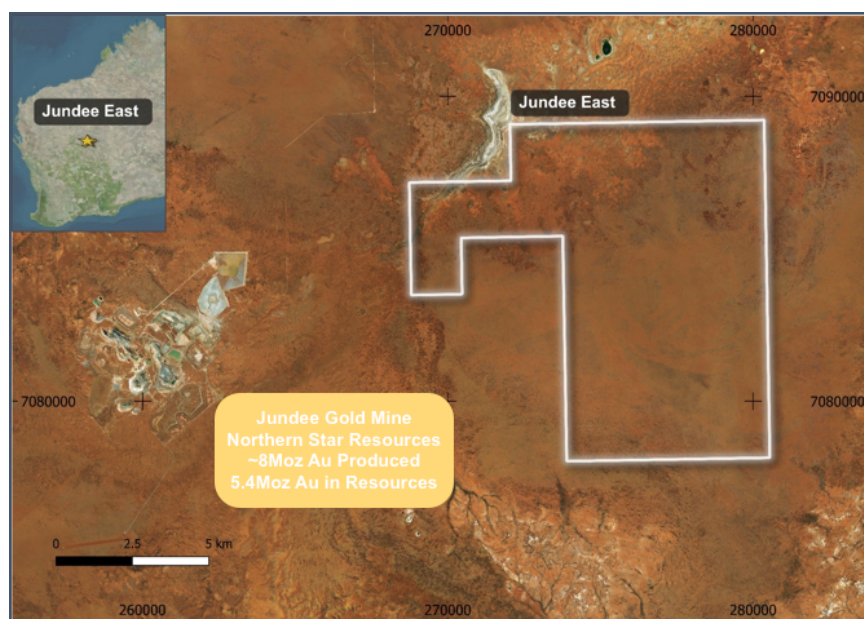 270000
280000
Jundee East
Jundee East
7090000
7080000
7080000
Jundee Gold Mine
Northern Star Resources
~8Moz Au Produced
5.4Moz Au in Resources
0 2.5 5 km
260000
270000
280000